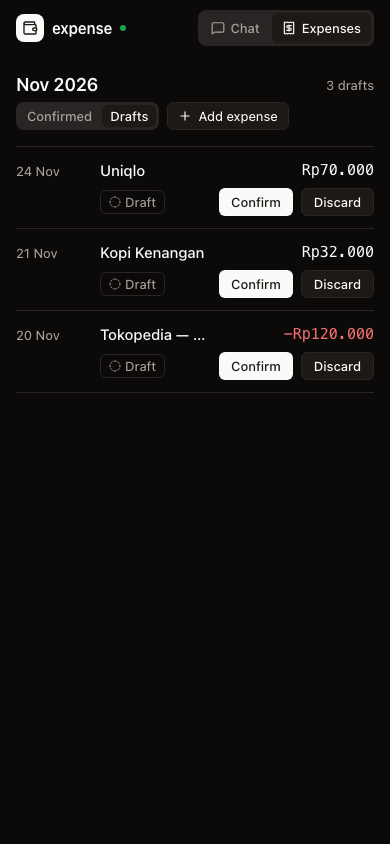 expense
Chat
Expenses
Nov 2026
3 drafts
Confirmed
Drafts
Add expense
24 Nov
Uniqlo
Rp70.000
Draft
Confirm
Discard
21 Nov
Kopi Kenangan
Rp32.000
Draft
Confirm
Discard
20 Nov
Tokopedia — ...
−Rp120.000
Draft
Confirm
Discard